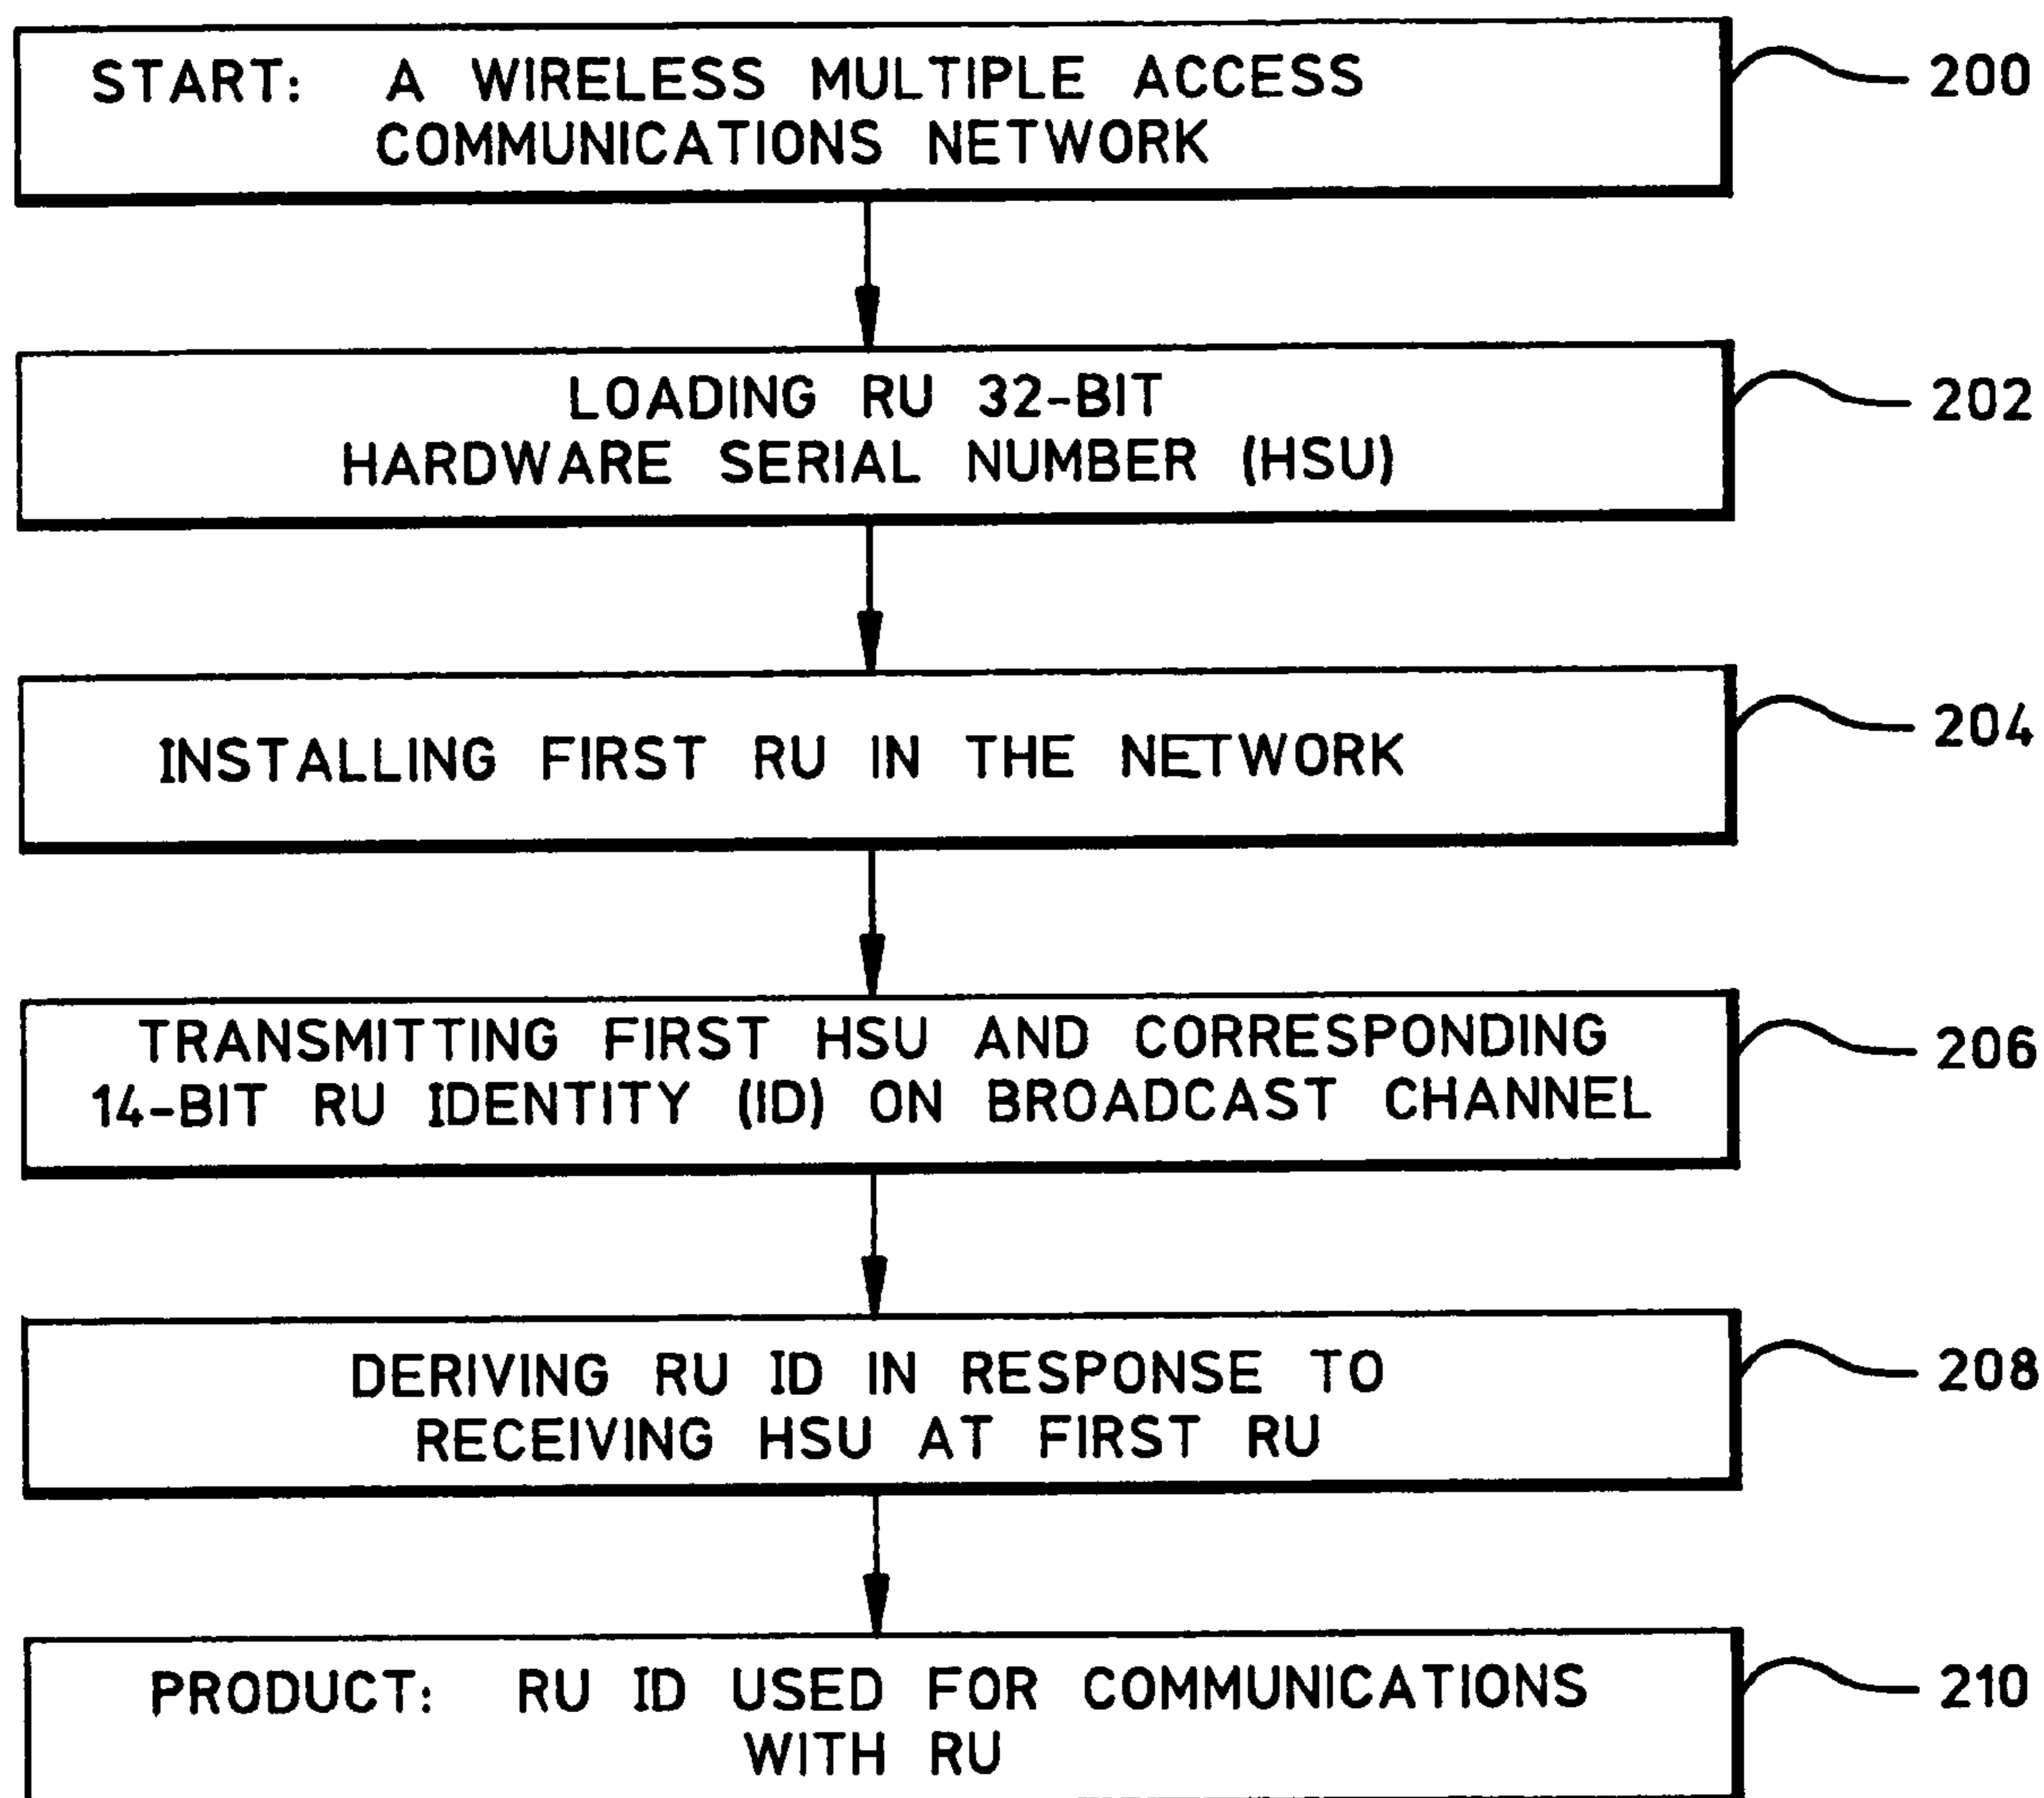 START: A WIRELESS MULTIPLE ACCESS
COMMUNICATIONS NETWORK
200
LOADING RU 32-BIT
HARDWARE SERIAL NUMBER (HSU)
202
INSTALLING FIRST RU IN THE NETWORK
204
TRANSMITTING FIRST HSU AND CORRESPONDING
14-BIT RU IDENTITY (ID) ON BROADCAST CHANNEL
206
DERIVING RU ID IN RESPONSE TO
RECEIVING HSU AT FIRST RU
208
PRODUCT: RU ID USED FOR COMMUNICATIONS
WITH RU
210